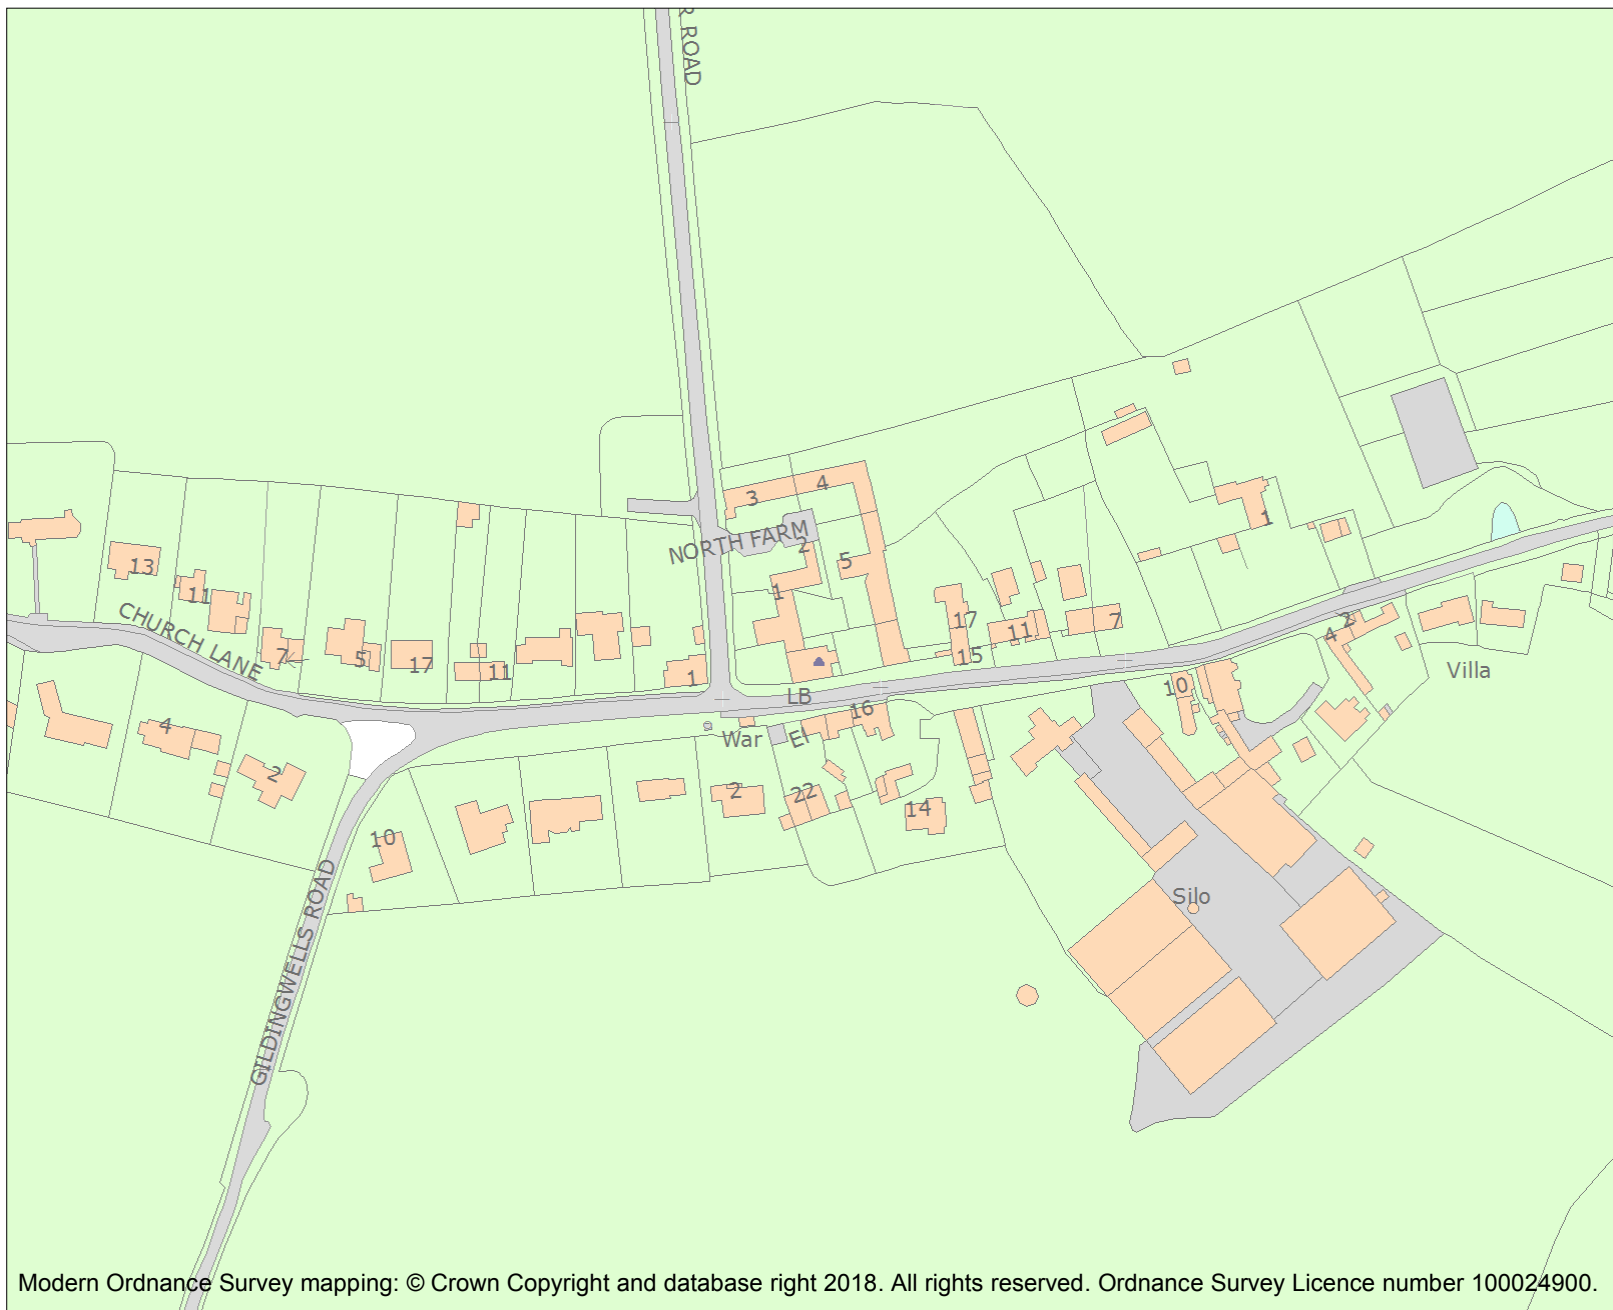 R ROAD
3
4
NORTH FARM
2
5
1
13
11
CHURCH LANE
7
5
17
11
1
17
11
7
15
1
2
4
Villa
10
LB
16
War
El
4
2
10
2
22
14
GILDINGWELLS ROAD
Silo
Modern Ordnance Survey mapping: © Crown Copyright and database right 2018. All rights reserved. Ordnance Survey Licence number 100024900.